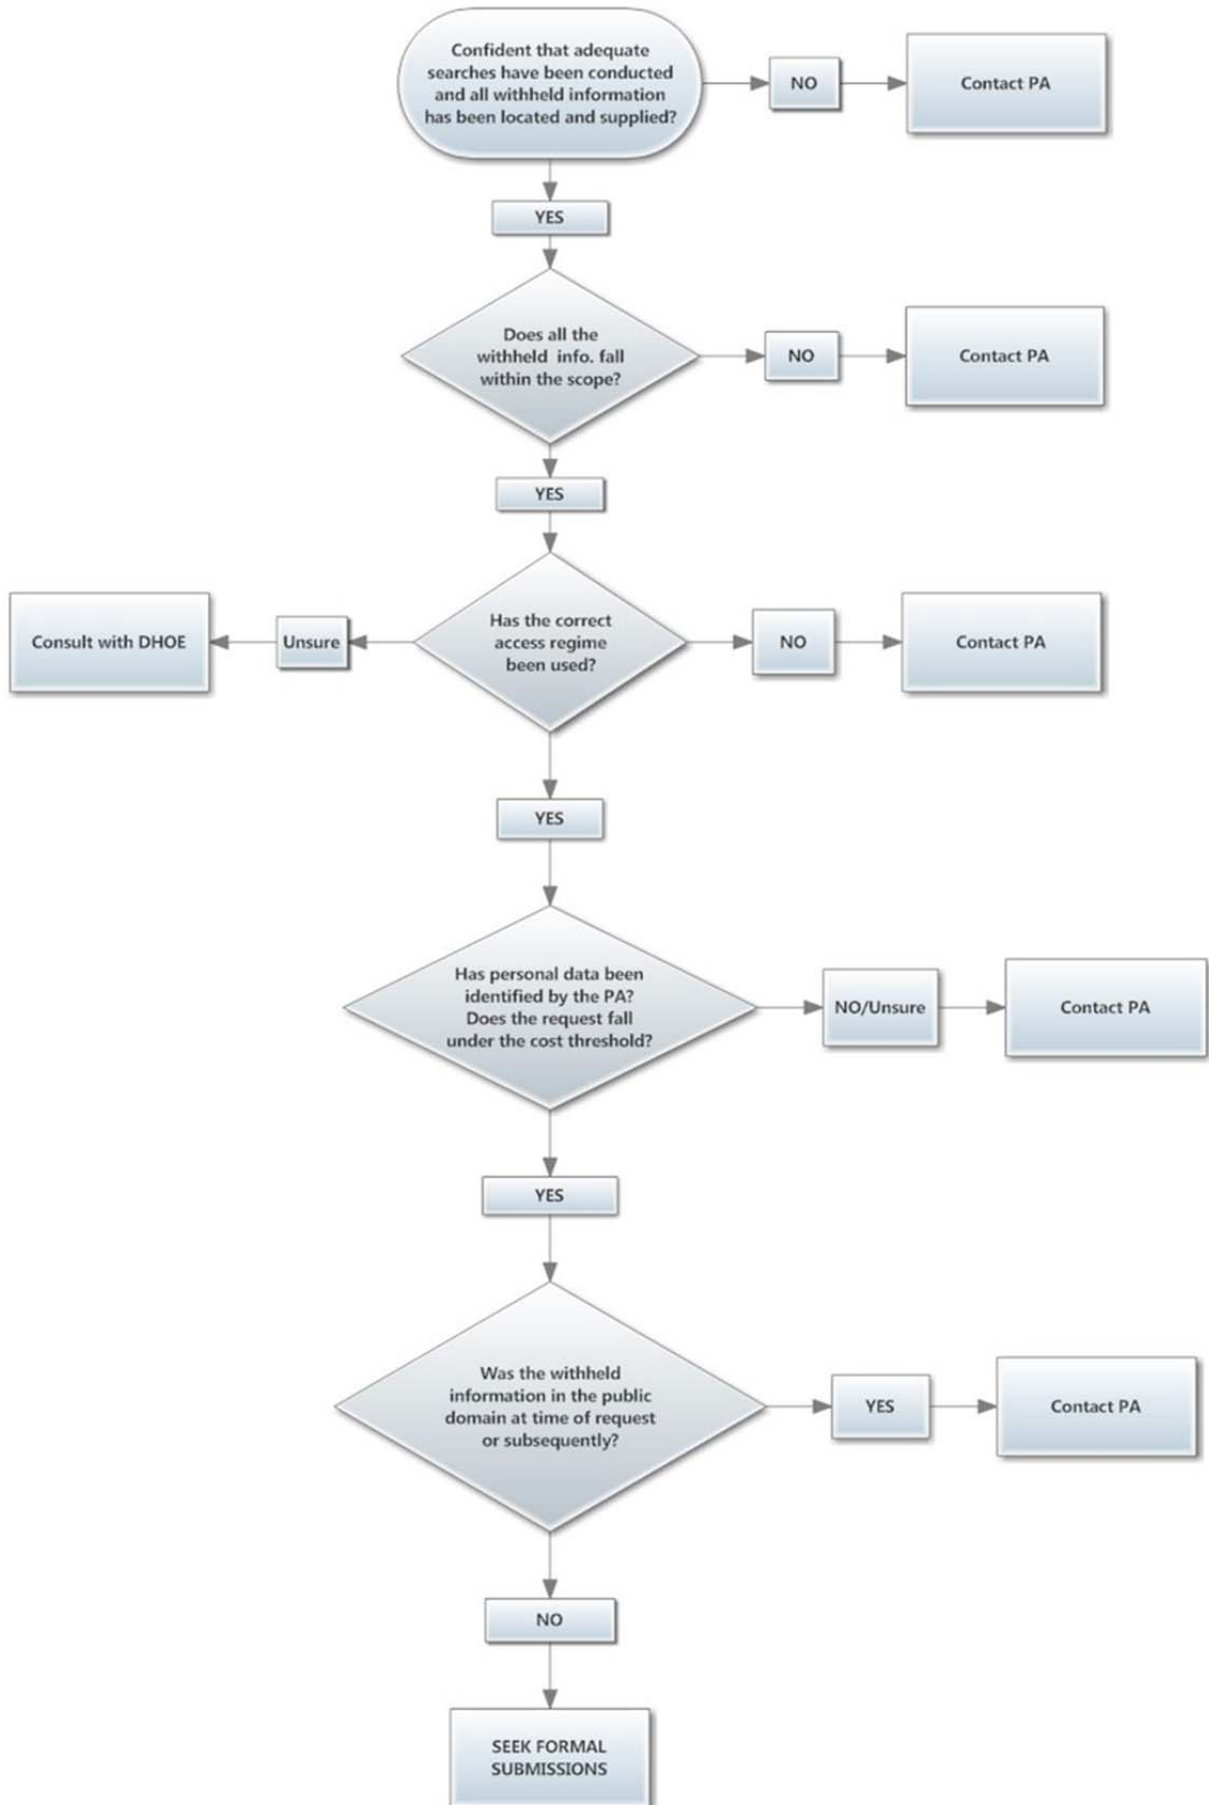 Confident that adequate
searches have been conducted
and all withheld information
has been located and supplied?
NO
Contact PA
YES
Does all the
withheld info. fall
within the scope?
NO
Contact PA
YES
Consult with DHOE
Unsure
Has the correct
access regime
been used?
NO
Contact PA
YES
Has personal data been
identified by the PA?
Does the request fall
under the cost threshold?
NO/Unsure
Contact PA
YES
Was the withheld
information in the public
domain at time of request
or subsequently?
YES
Contact PA
NO
SEEK FORMAL
SUBMISSIONS